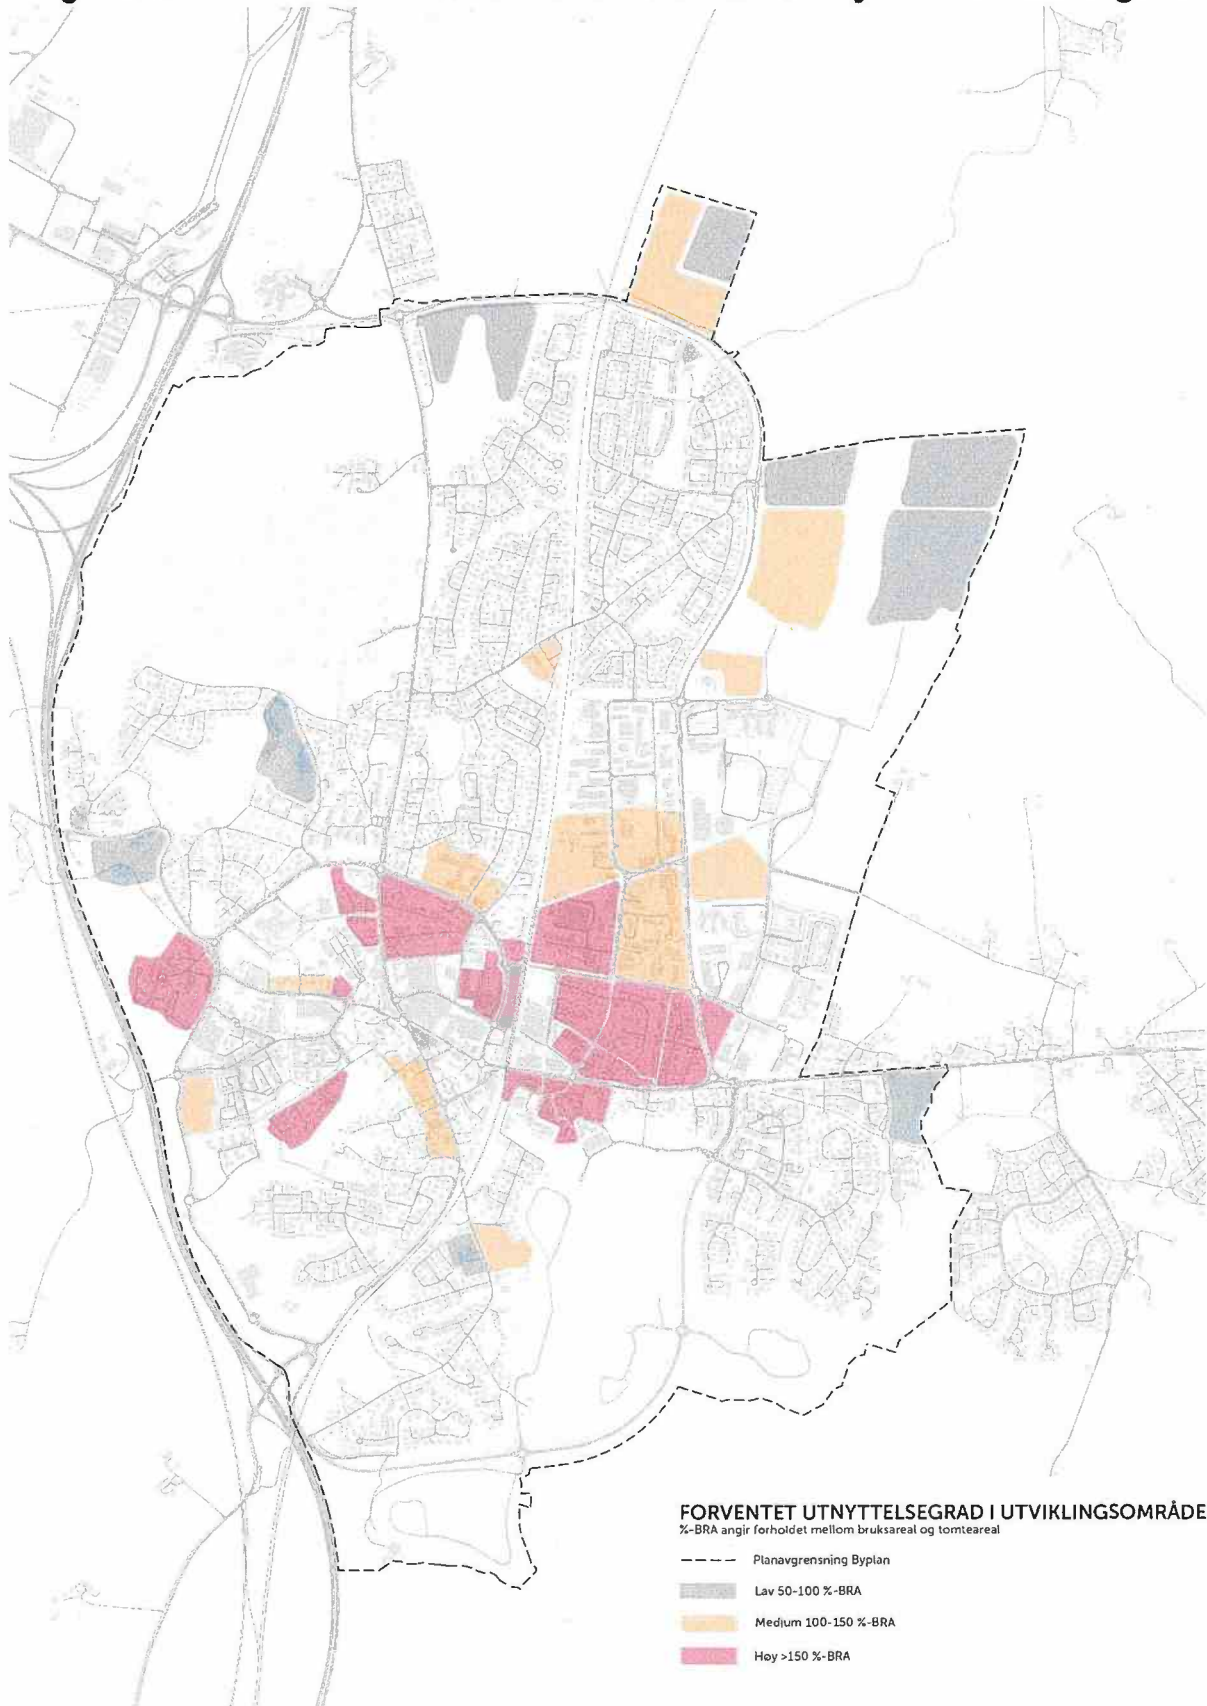 FORVENTET UTNYTTELSEGRAD I UTVIKLINGSOMRÅDE
%-BRA angir forholdet mellom bruksareal og tomteareal
Planavgrensning Byplan
Lav 50-100 %-BRA
Medium 100-150 %-BRA
Høy >150 %-BRA